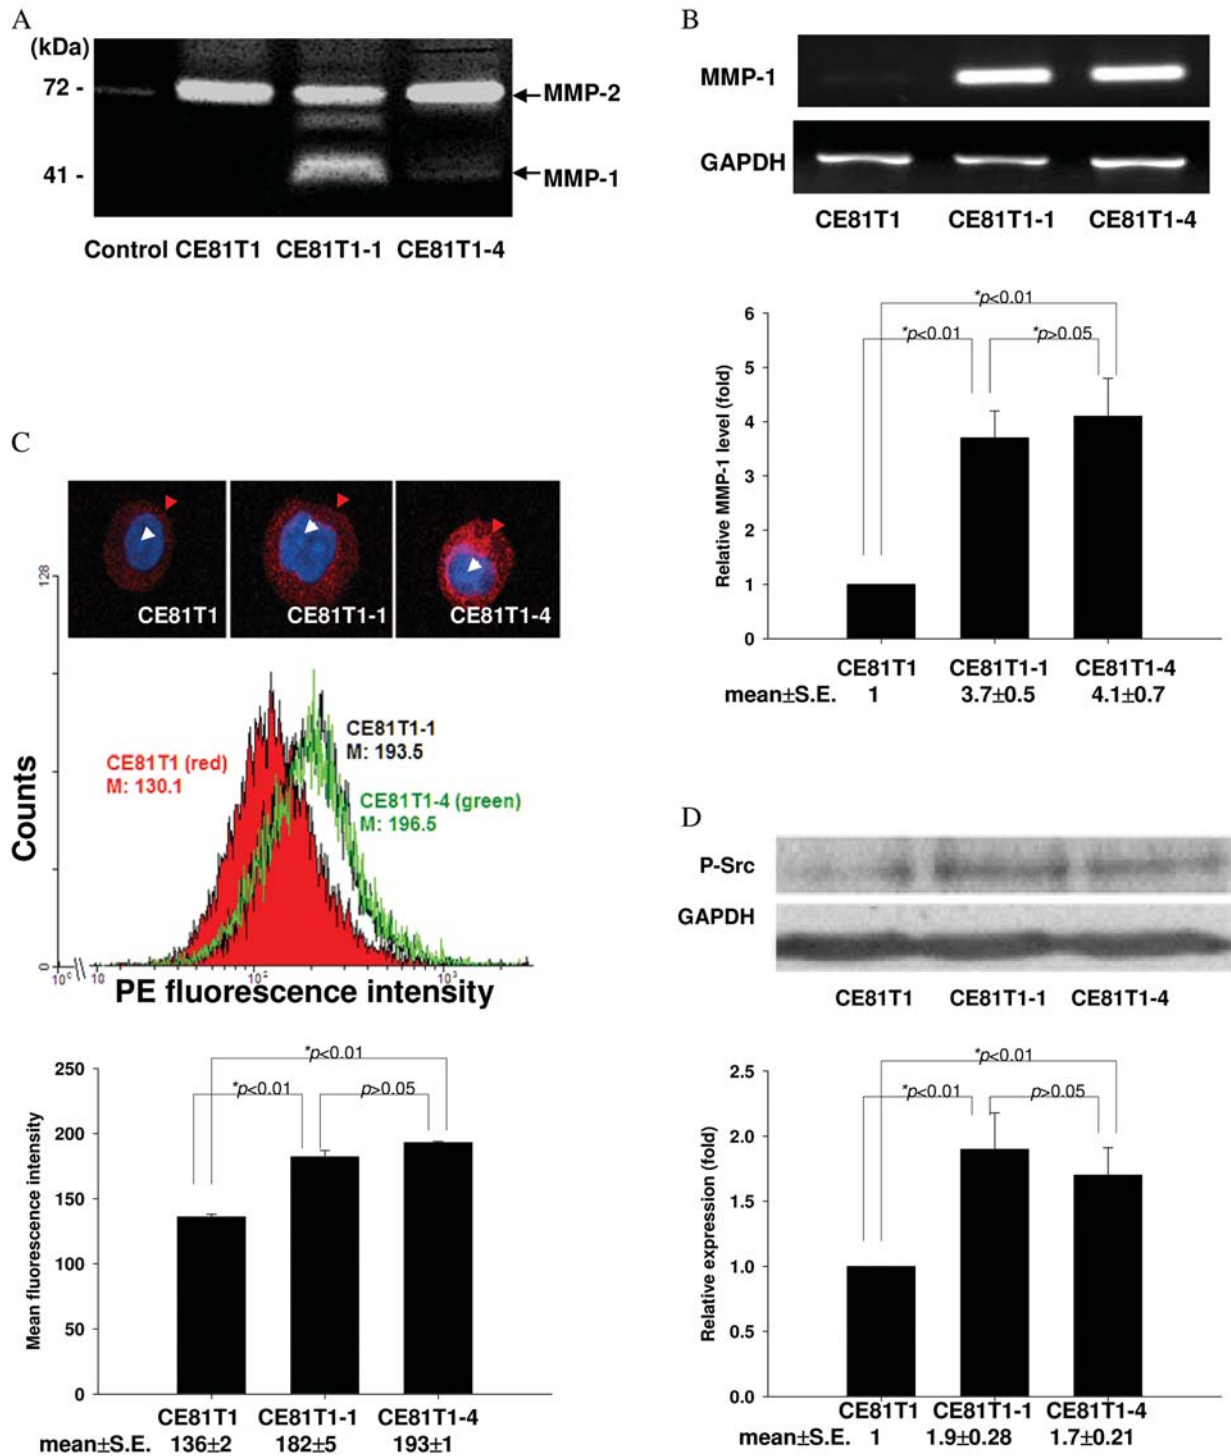 A
(kDa)
72 -
41 -
MMP-2
MMP-1
Control CE81T1 CE81T1-1 CE81T1-4
B
MMP-1
GAPDH
CE81T1 CE81T1-1 CE81T1-4
*p<0.01
*p<0.01 *p>0.05
Relative MMP-1 level (fold)
6
5
4
3
2
1
0
CE81T1 CE81T1-1 CE81T1-4
mean±S.E. 1 3.7±0.5 4.1±0.7
C
CE81T1 CE81T1-1 CE81T1-4
128
0
Counts
CE81T1 (red)
M: 130.1
CE81T1-1
M: 193.5
CE81T1-4 (green)
M: 196.5
10 10² 10³
PE fluorescence intensity
*p<0.01
*p<0.01 p>0.05
Mean fluorescence intensity
250
200
150
100
50
0
CE81T1 CE81T1-1 CE81T1-4
mean±S.E. 136±2 182±5 193±1
D
P-Src
GAPDH
CE81T1 CE81T1-1 CE81T1-4
*p<0.01
*p<0.01 p>0.05
Relative expression (fold)
2.5
2.0
1.5
1.0
0.5
0.0
CE81T1 CE81T1-1 CE81T1-4
mean±S.E. 1 1.9±0.28 1.7±0.21